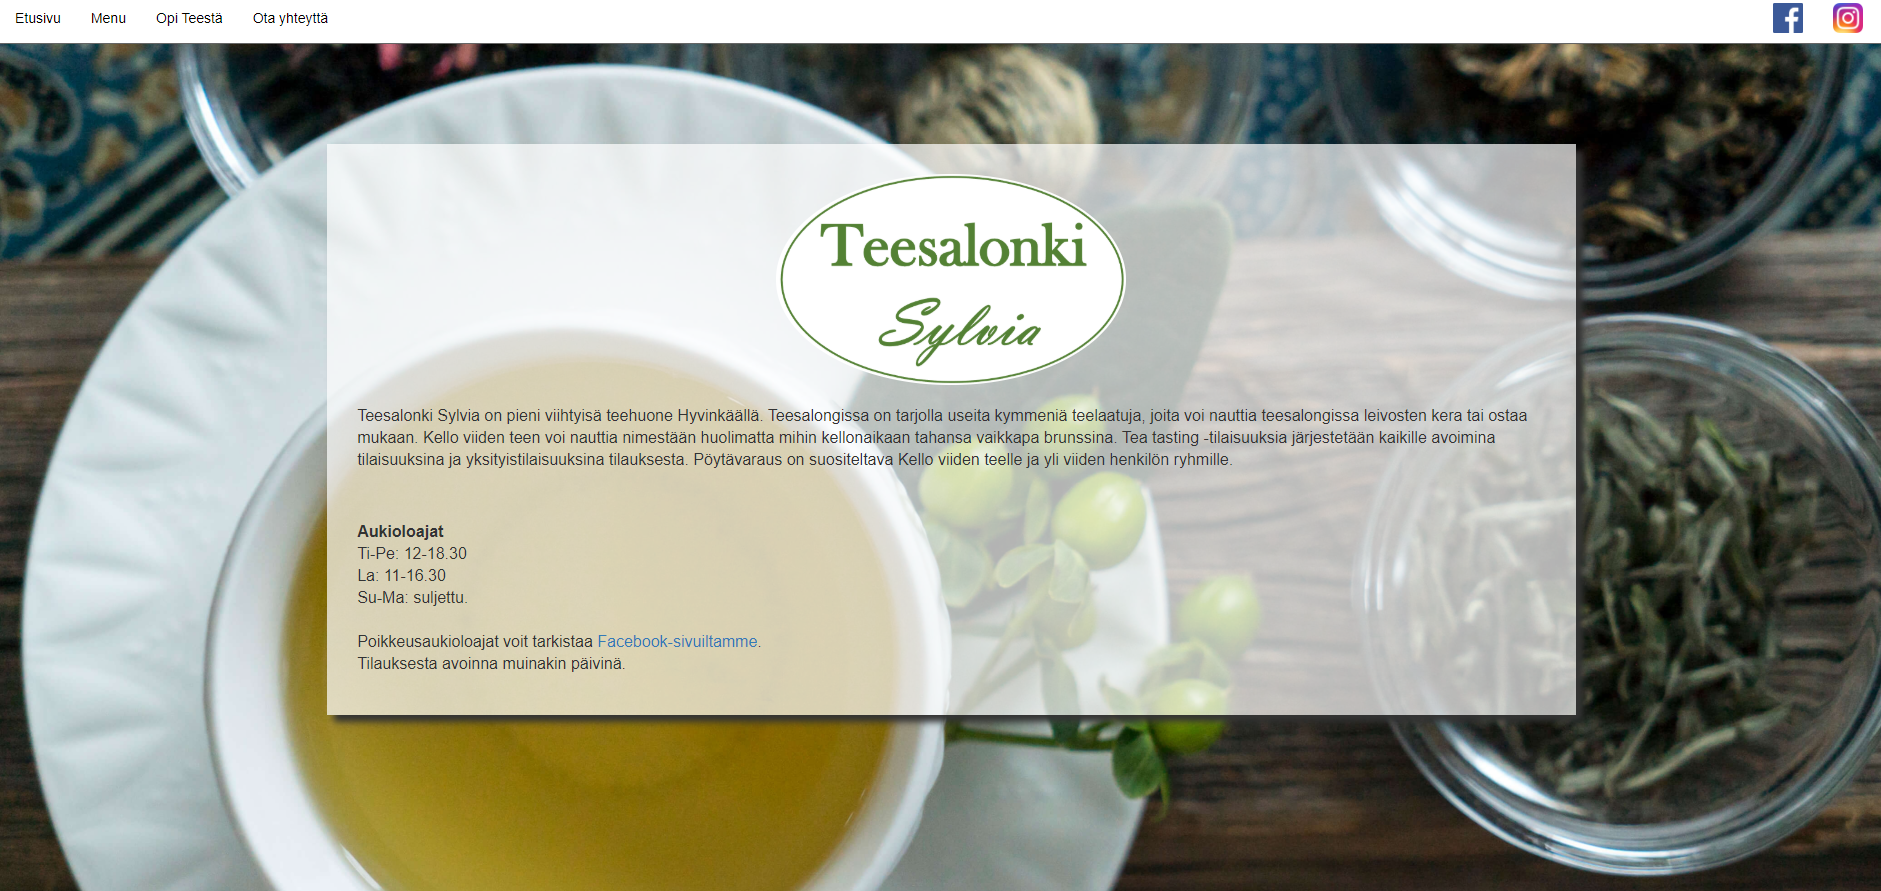 Etusivu
Menu
Opi Teestä
Ota yhteyttä
Teesalonki
Sylvia
Teesalonki Sylvia on pieni viihtyisä teehuone Hyvinkäällä. Teesalongissa on tarjolla useita kymmeniä teelaatuja, joita voi nauttia teesalongissa leivosten kera tai ostaa
mukaan. Kello viiden teen voi nauttia nimestään huolimatta mihin kellonaikaan tahansa vaikkapa brunssina. Tea tasting -tilaisuuksia järjestetään kaikille avoimina
tilaisuuksina ja yksityistilaisuuksina tilauksesta. Pöytävaraus on suositeltava Kello viiden teelle ja yli viiden henkilön ryhmille.
Aukioloajat
Ti-Pe: 12-18.30
La: 11-16.30
Su-Ma: suljettu.
Poikkeusaukioloajat voit tarkistaa Facebook-sivuiltamme.
Tilauksesta avoinna muinakin päivinä.